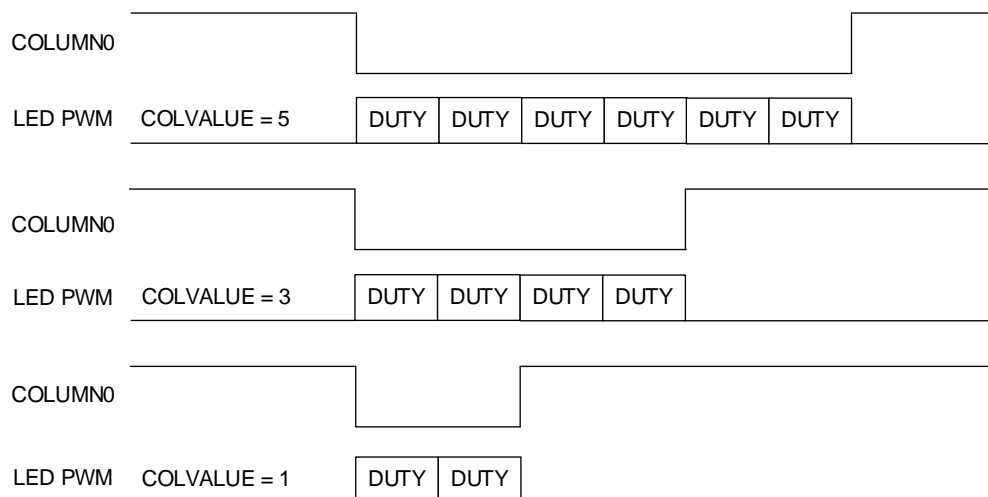 COLUMN0
LED PWM COLVALUE = 5 DUTY DUTY DUTY DUTY DUTY DUTY
COLUMN0
LED PWM COLVALUE = 3 DUTY DUTY DUTY DUTY
COLUMN0
LED PWM COLVALUE = 1 DUTY DUTY